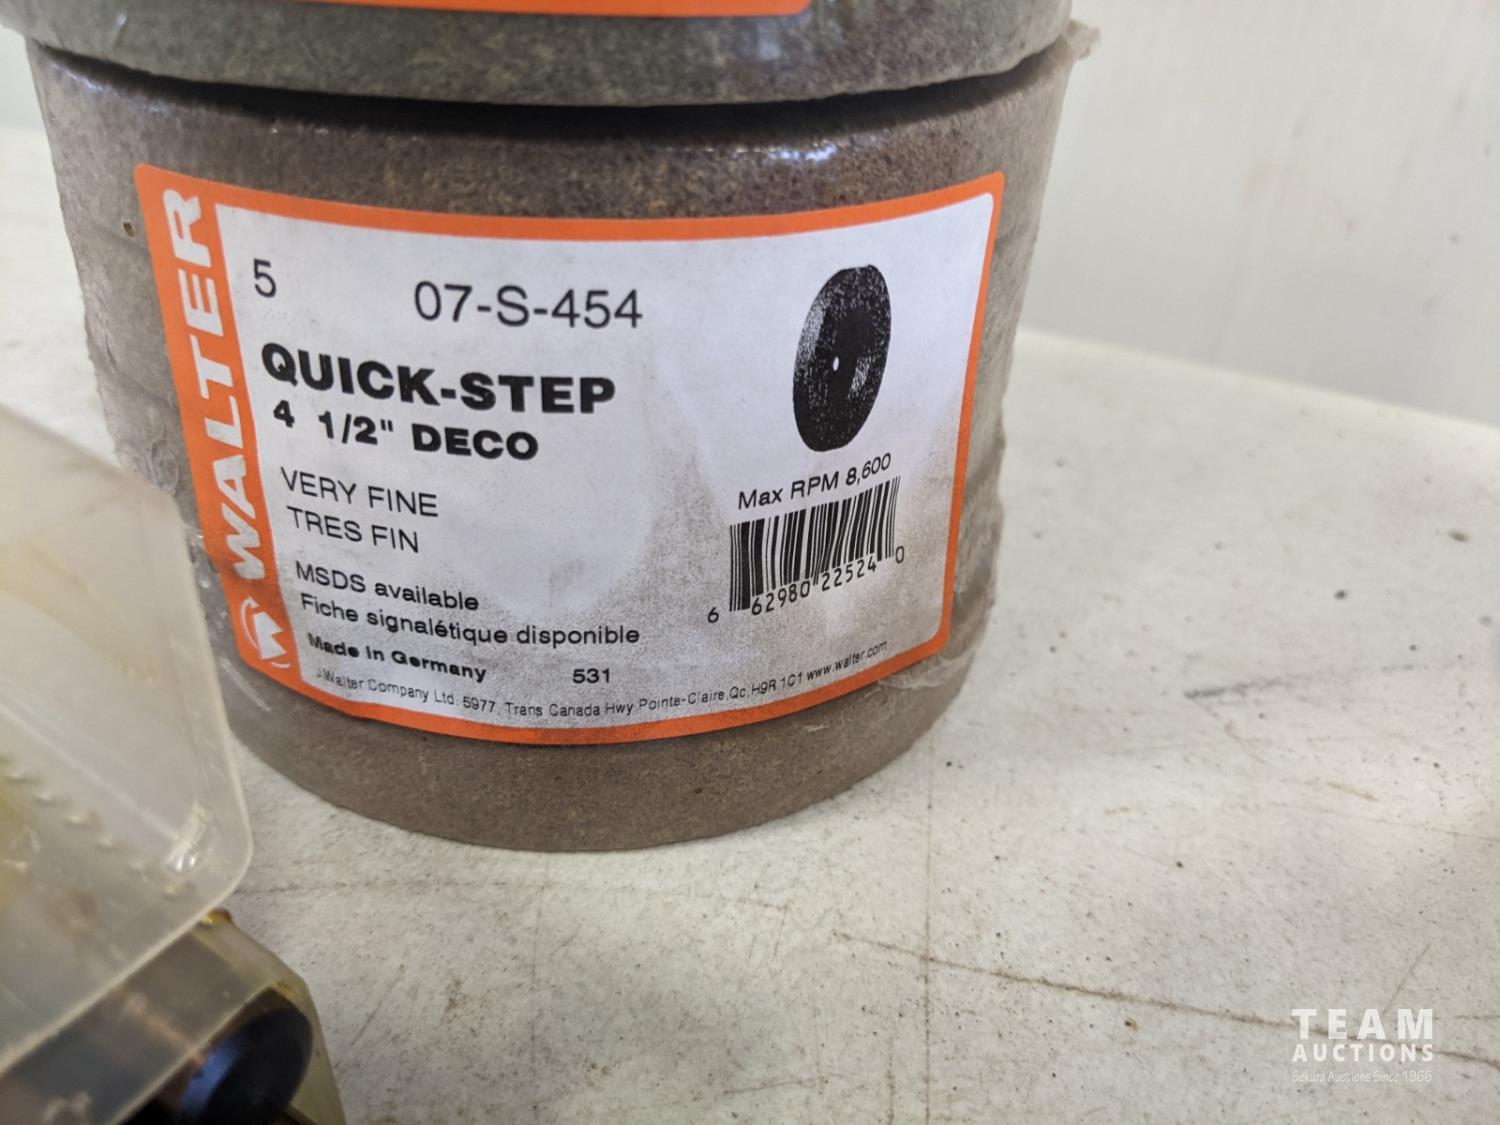 WALTER
5 07-S-454
QUICK-STEP
4 1/2" DECO
VERY FINE
TRES FIN
MSDS available
Fiche signalétique disponible
Made In Germany 531
J.Walter Company Ltd. 5977, Trans Canada Hwy Pointe-Claire,Qc,H9R 1C1 www.walter.com
Max RPM 8,600
6 62980 22524 0
TEAM
AUCTIONS
Sekura Auctions Since 1966